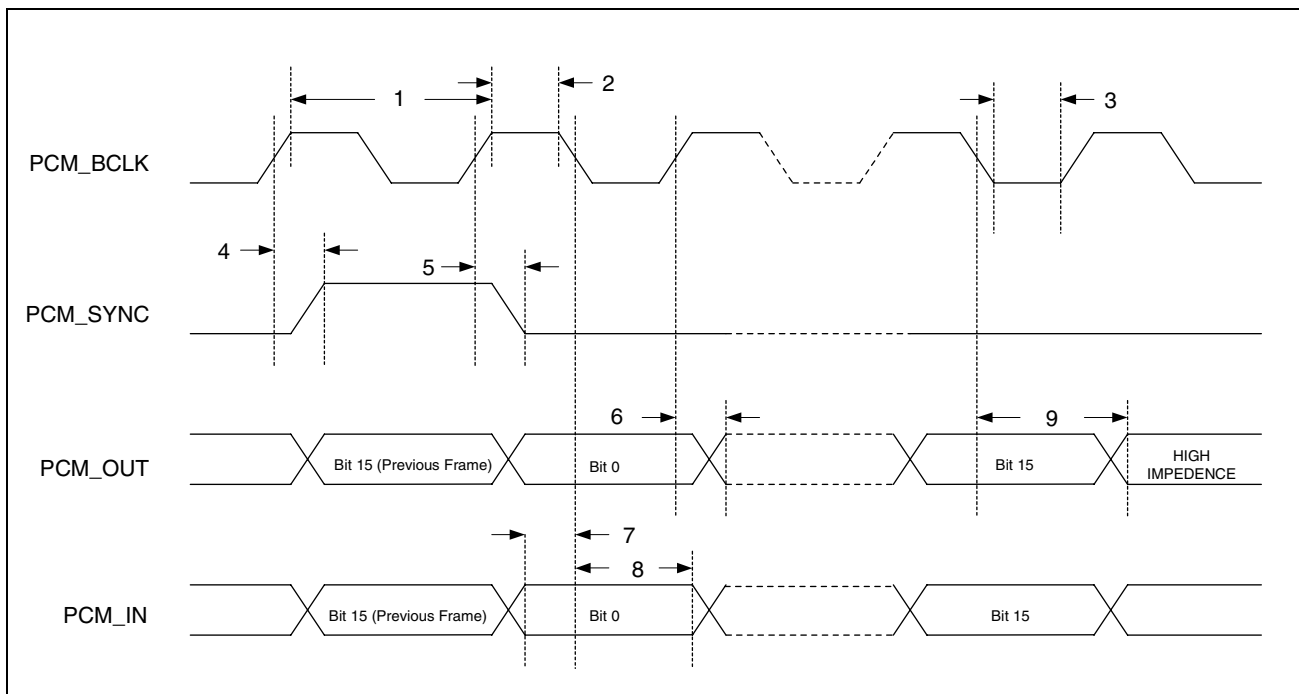 1
2
3
PCM_BCLK
4
5
PCM_SYNC
6
9
PCM_OUT
Bit 15 (Previous Frame)
Bit 0
Bit 15
HIGH
IMPEDENCE
7
8
PCM_IN
Bit 15 (Previous Frame)
Bit 0
Bit 15